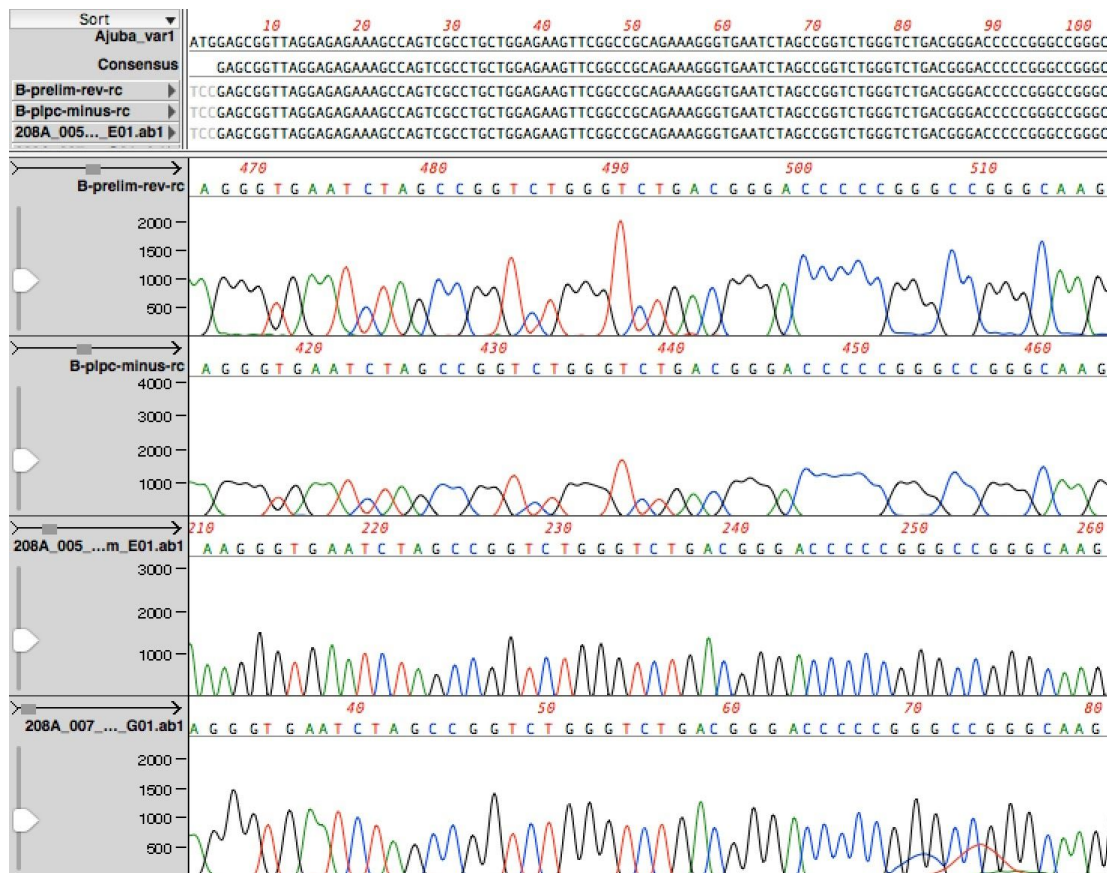 Sort
10 20 30 40 50 60 70 80 90 100
Ajuba_var1 ATGGAGCGGTTAGGAGAGAAAGCCAGTCGCCTGCTGGAGAAGTTCGGCCGCAGAAAGGGTGAATCTAGCCGGTCTGGGTCTGACGGGACCCCCGGGCCGGGC
Consensus GAGCGGTTAGGAGAGAAAGCCAGTCGCCTGCTGGAGAAGTTCGGCCGCAGAAAGGGTGAATCTAGCCGGTCTGGGTCTGACGGGACCCCCGGGCCGGGC
B-prelim-rev-rc TCCGAGCGGTTAGGAGAGAAAGCCAGTCGCCTGCTGGAGAAGTTCGGCCGCAGAAAGGGTGAATCTAGCCGGTCTGGGTCTGACGGGACCCCCGGGCCGGGC
B-plpc-minus-rc TCCGAGCGGTTAGGAGAGAAAGCCAGTCGCCTGCTGGAGAAGTTCGGCCGCAGAAAGGGTGAATCTAGCCGGTCTGGGTCTGACGGGACCCCCGGGCCGGGC
208A_005..._E01.ab1 TCCGAGCGGTTAGGAGAGAAAGCCAGTCGCCTGCTGGAGAAGTTCGGCCGCAGAAAGGGTGAATCTAGCCGGTCTGGGTCTGACGGGACCCCCGGGCCGGGC
470 480 490 500 510
B-prelim-rev-rc A G G G T G A A T C T A G C C G G T C T G G G T C T G A C G G G A C C C C C G G G C C G G G C A A G
2000
1500
1000
500
420 430 440 450 460
B-plpc-minus-rc A G G G T G A A T C T A G C C G G T C T G G G T C T G A C G G G A C C C C C G G G C C G G G C A A G
4000
3000
2000
1000
210 220 230 240 250 260
208A_005_...m_E01.ab1 A A G G G T G A A T C T A G C C G G T C T G G G T C T G A C G G G A C C C C C G G G C C G G G C A A G
3000
2000
1000
40 50 60 70 80
208A_007_..._G01.ab1 A G G G T G A A T C T A G C C G G T C T G G G T C T G A C G G G A C C C C C G G G C C G G G C A A G
2000
1500
1000
500